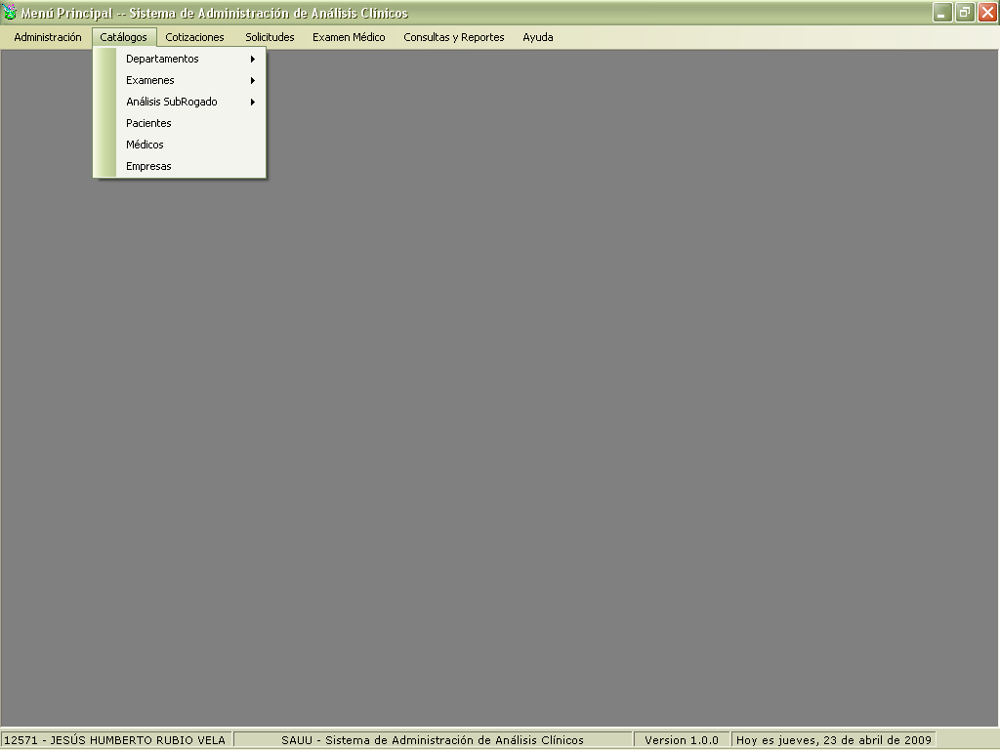 Menú Principal -- Sistema de Administración de Análisis Clínicos
Administración Catálogos Cotizaciones Solicitudes Examen Médico Consultas y Reportes Ayuda
Departamentos
Examenes
Análisis SubRogado
Pacientes
Médicos
Empresas
12571 - JESÚS HUMBERTO RUBIO VELA SAUU - Sistema de Administración de Análisis Clínicos Version 1.0.0 Hoy es jueves, 23 de abril de 2009